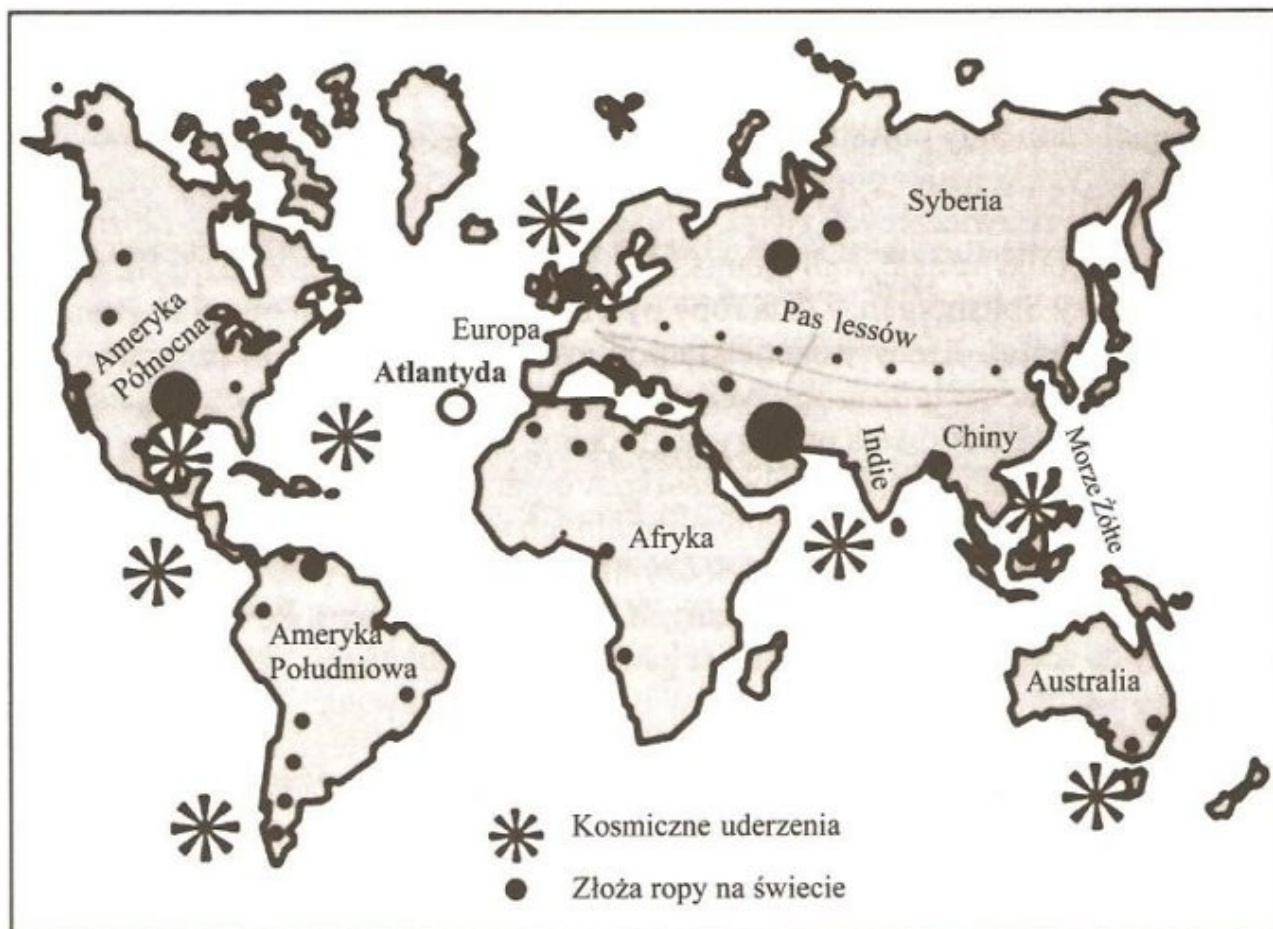 Syberia
Ameryka
Północna
Europa
Pas lessów
Atlantyda
Indie
Chiny
Morze Żółte
Afryka
Ameryka
Południowa
Australia
Kosmiczne uderzenia
Złoża ropy na świecie